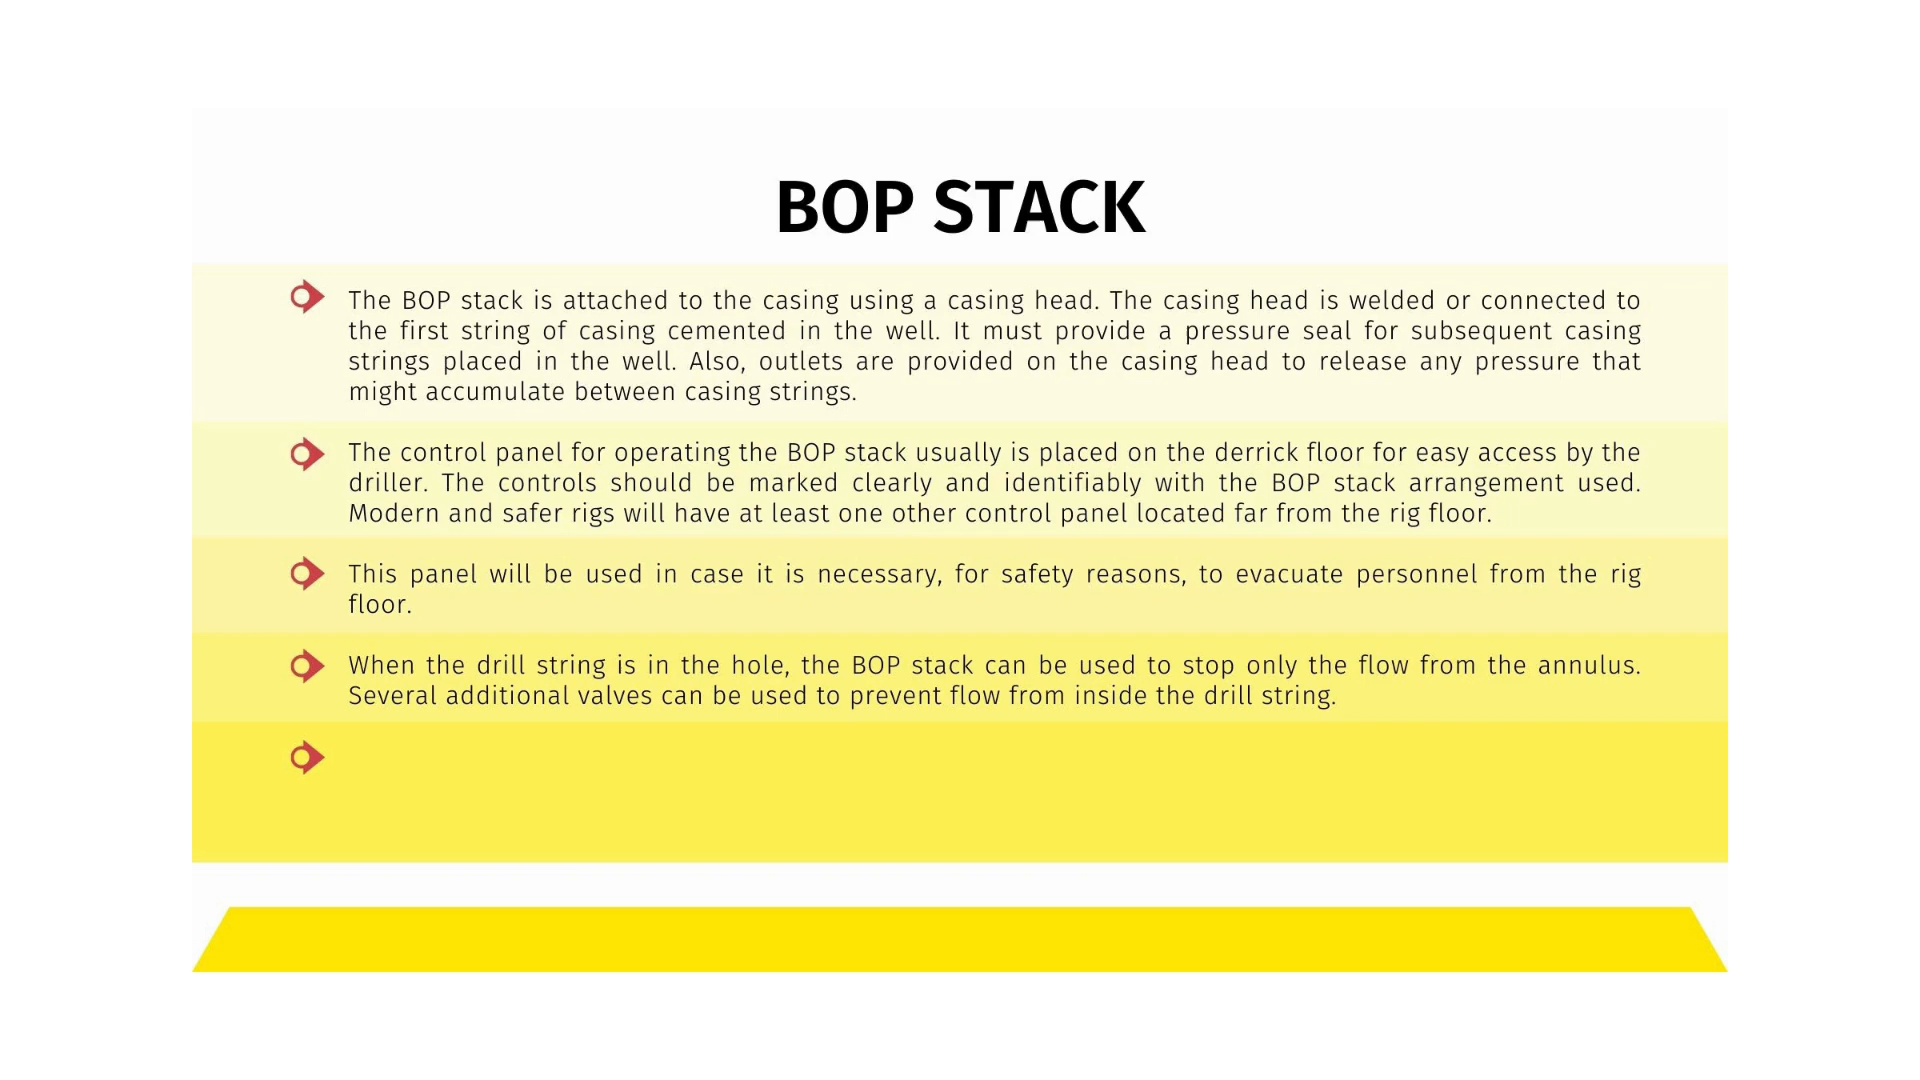 BOP STACK
The BOP stack is attached to the casing using a casing head. The casing head is welded or connected to
the first string of casing cemented in the well. It must provide a pressure seal for subsequent casing
strings placed in the well. Also, outlets are provided on the casing head to release any pressure that
might accumulate between casing strings.
The control panel for operating the BOP stack usually is placed on the derrick floor for easy access by the
driller. The controls should be marked clearly and identifiably with the BOP stack arrangement used.
Modern and safer rigs will have at least one other control panel located far from the rig floor.
This panel will be used in case it is necessary, for safety reasons, to evacuate personnel from the rig
floor.
When the drill string is in the hole, the BOP stack can be used to stop only the flow from the annulus.
Several additional valves can be used to prevent flow from inside the drill string.